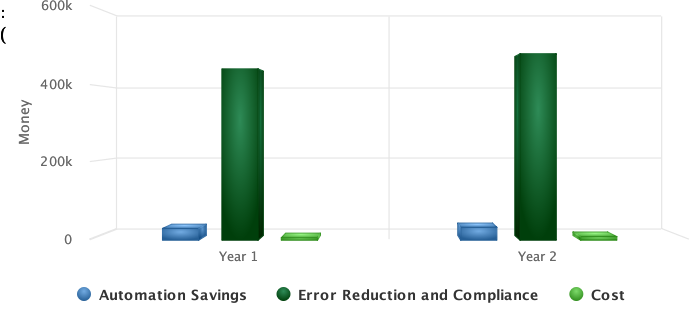 :
(
600k
400k
200k
0
Money
Year 1
Year 2
Automation Savings
Error Reduction and Compliance
Cost